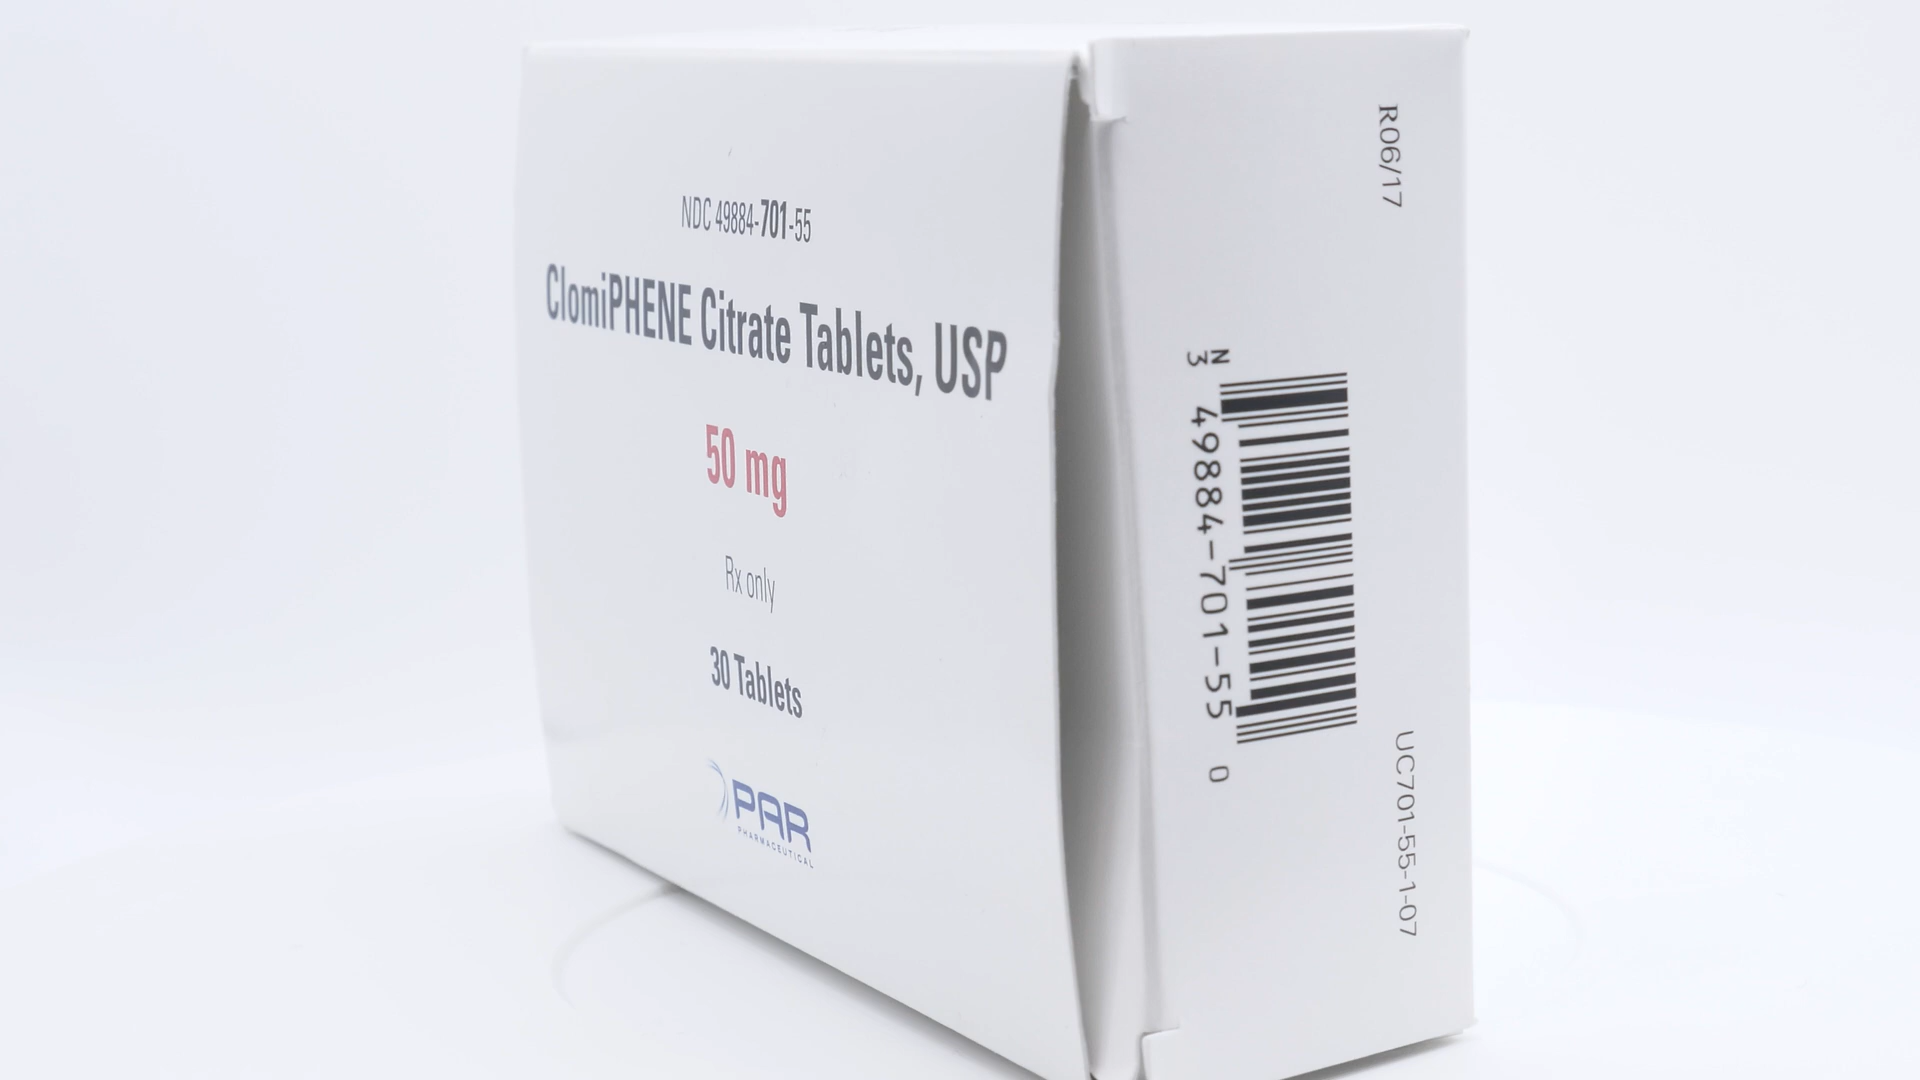 NDC 49884-701-55
ClomiPHENE Citrate Tablets, USP
50 mg
Rx only
30 Tablets
PAR
PHARMACEUTICAL
R06/17
N
3
49884-701-55
0
UC701-55-1-07